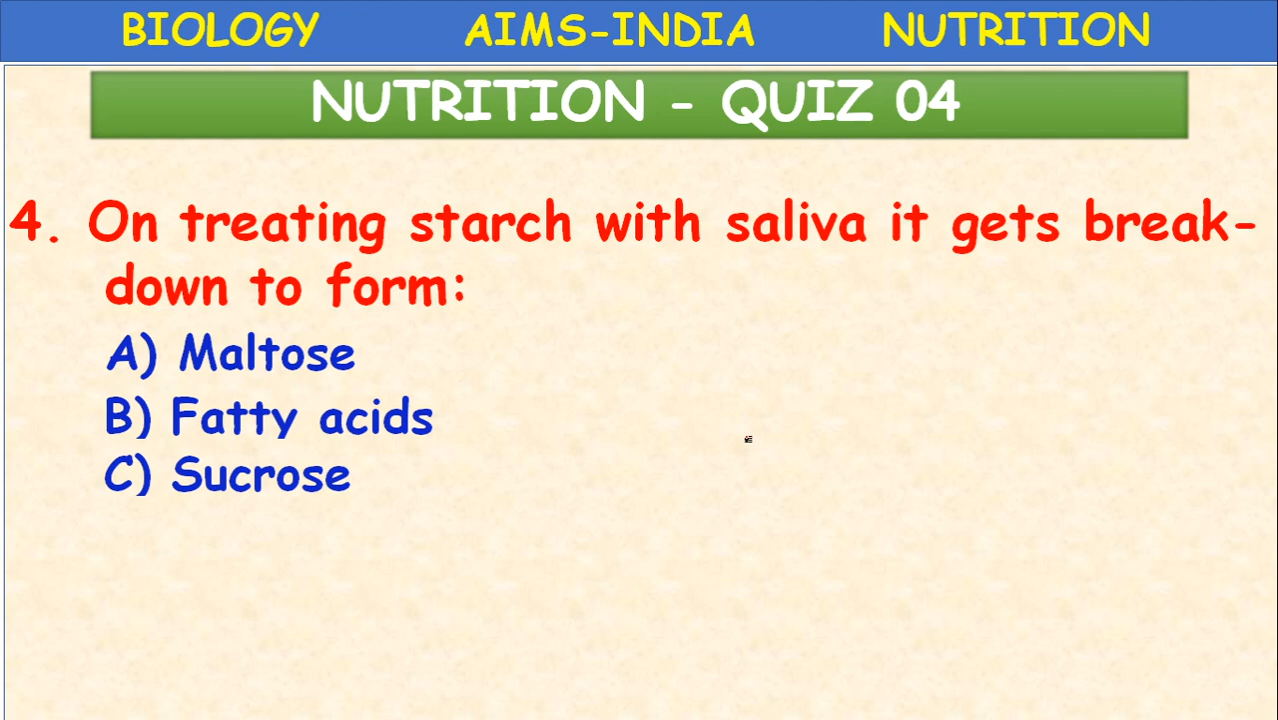 BIOLOGY AIMS-INDIA NUTRITION
NUTRITION - QUIZ 04
4. On treating starch with saliva it gets break-
down to form:
A) Maltose
B) Fatty acids
C) Sucrose